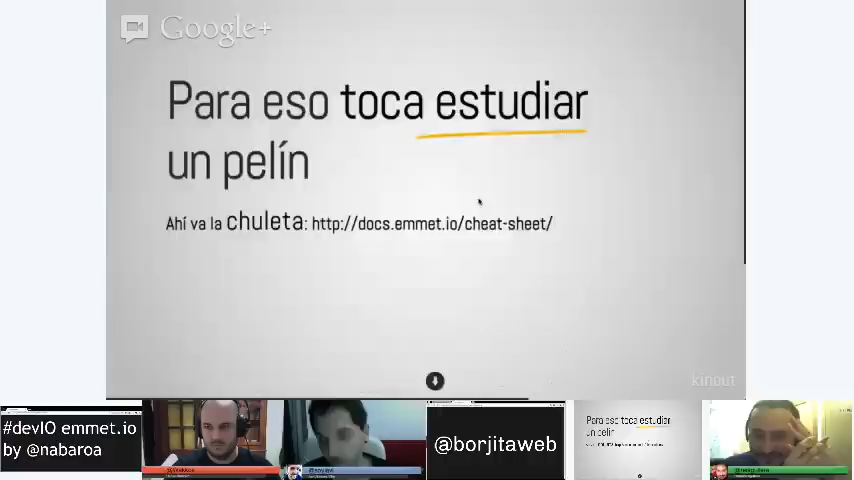 Google+
Para eso toca estudiar
un pelín
Ahí va la chuleta: http://docs.emmet.io/cheat-sheet/
kinout
#devIO emmet.io
by @nabaroa
@borjitaweb
Para eso toca estudiar
un pelín